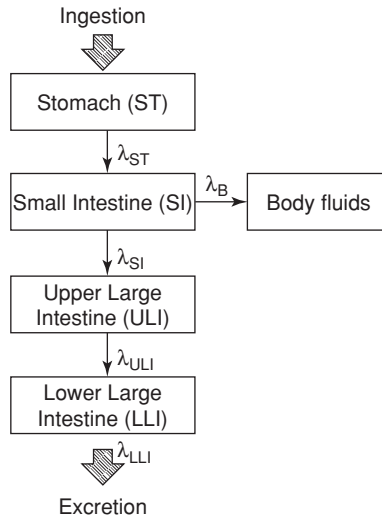 Ingestion
Stomach (ST)
λST
Small Intestine (SI)
λB
Body fluids
λSI
Upper Large
Intestine (ULI)
λULI
Lower Large
Intestine (LLI)
λLLI
Excretion